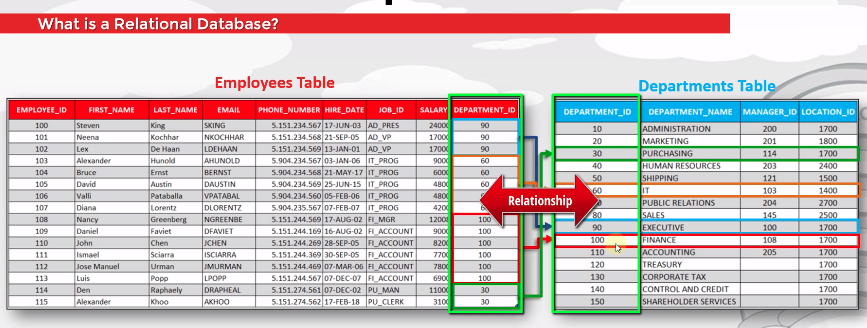 What is a Relational Database?
Employees Table
EMPLOYEE_ID FIRST_NAME LAST_NAME EMAIL PHONE_NUMBER HIRE_DATE JOB_ID SALARY DEPARTMENT_ID
100 Steven King SKING 5.151.234.567 17-JUN-03 AD_PRES 24000 90
101 Neena Kochhar NKOCHHAR 5.151.234.568 21-SEP-05 AD_VP 17000 90
102 Lex De Haan LDEHAAN 5.151.234.569 13-JAN-01 AD_VP 17000 90
103 Alexander Hunold AHUNOLD 5.904.234.567 03-JAN-06 IT_PROG 9000 60
104 Bruce Ernst BERNST 5.904.234.568 21-MAY-17 IT_PROG 6000 60
105 David Austin DAUSTIN 5.904.234.569 25-JUN-15 IT_PROG 4800 60
106 Valli Pataballa VPATABAL 5.904.234.560 05-FEB-06 IT_PROG 4800
107 Diana Lorentz DLORENTZ 5.904.235.567 07-FEB-07 IT_PROG 4200
108 Nancy Greenberg NGREENBE 5.151.244.569 17-AUG-02 FI_MGR 12008 100
109 Daniel Faviet DFAVIET 5.151.244.169 16-AUG-02 FI_ACCOUNT 9000 100
110 John Chen JCHEN 5.151.244.269 28-SEP-05 FI_ACCOUNT 8200 100
111 Ismael Sciarra ISCIARRA 5.151.244.369 30-SEP-05 FI_ACCOUNT 7700 100
112 Jose Manuel Urman JMURMAN 5.151.244.469 07-MAR-06 FI_ACCOUNT 7800 100
113 Luis Popp LPOPP 5.151.244.567 07-DEC-07 FI_ACCOUNT 6900 100
114 Den Raphaely DRAPHEAL 5.151.274.561 07-DEC-02 PU_MAN 11000 30
115 Alexander Khoo AKHOO 5.151.274.562 17-FEB-18 PU_CLERK 3100 30
Relationship
Departments Table
DEPARTMENT_ID DEPARTMENT_NAME MANAGER_ID LOCATION_ID
10 ADMINISTRATION 200 1700
20 MARKETING 201 1800
30 PURCHASING 114 1700
40 HUMAN RESOURCES 203 2400
50 SHIPPING 121 1500
60 IT 103 1400
PUBLIC RELATIONS 204 2700
80 SALES 145 2500
90 EXECUTIVE 100 1700
100 FINANCE 108 1700
110 ACCOUNTING 205 1700
120 TREASURY 1700
130 CORPORATE TAX 1700
140 CONTROL AND CREDIT 1700
150 SHAREHOLDER SERVICES 1700